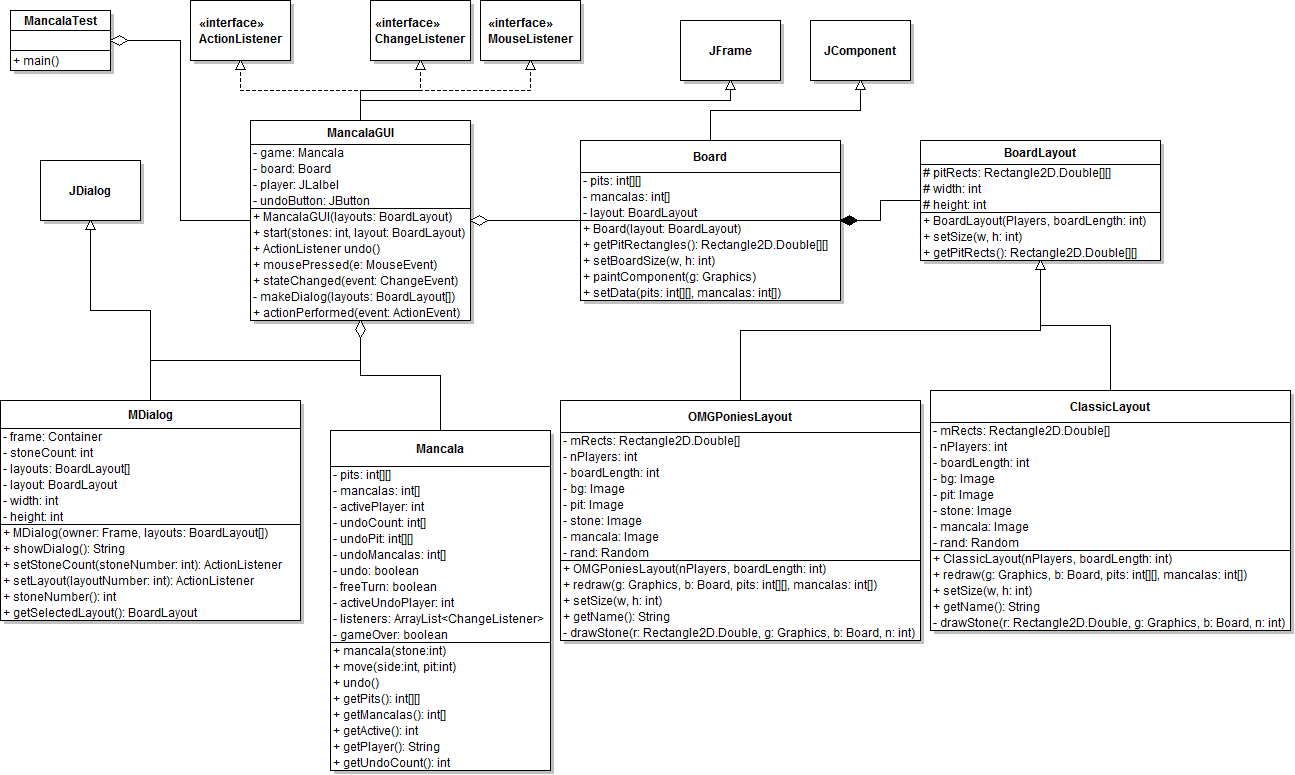 MancalaTest
+ main()
«interface»
ActionListener
«interface»
ChangeListener
«interface»
MouseListener
JFrame
JComponent
MancalaGUI
- game: Mancala
- board: Board
- player: JLalbel
- undoButton: JButton
+ MancalaGUI(layouts: BoardLayout)
+ start(stones: int, layout: BoardLayout)
+ ActionListener undo()
+ mousePressed(e: MouseEvent)
+ stateChanged(event: ChangeEvent)
- makeDialog(layouts: BoardLayout[])
+ actionPerformed(event: ActionEvent)
Board
- pits: int[][]
- mancalas: int[]
- layout: BoardLayout
+ Board(layout: BoardLayout)
+ getPitRectangles(): Rectangle2D.Double[][]
+ setBoardSize(w, h: int)
+ paintComponent(g: Graphics)
+ setData(pits: int[][], mancalas: int[])
BoardLayout
# pitRects: Rectangle2D.Double[][]
# width: int
# height: int
+ BoardLayout(Players, boardLength: int)
+ setSize(w, h: int)
+ getPitRects(): Rectangle2D.Double[][]
JDialog
MDialog
- frame: Container
- stoneCount: int
- layouts: BoardLayout[]
- layout: BoardLayout
- width: int
- height: int
+ MDialog(owner: Frame, layouts: BoardLayout[])
+ showDialog(): String
+ setStoneCount(stoneNumber: int): ActionListener
+ setLayout(layoutNumber: int): ActionListener
+ stoneNumber(): int
+ getSelectedLayout(): BoardLayout
Mancala
- pits: int[][]
- mancalas: int[]
- activePlayer: int
- undoCount: int[]
- undoPit: int[][]
- undoMancalas: int[]
- undo: boolean
- freeTurn: boolean
- activeUndoPlayer: int
- listeners: ArrayList<ChangeListener>
- gameOver: boolean
+ mancala(stone:int)
+ move(side:int, pit:int)
+ undo()
+ getPits(): int[][]
+ getMancalas(): int[]
+ getActive(): int
+ getPlayer(): String
+ getUndoCount(): int
OMGPoniesLayout
- mRects: Rectangle2D.Double[]
- nPlayers: int
- boardLength: int
- bg: Image
- pit: Image
- stone: Image
- mancala: Image
- rand: Random
+ OMGPoniesLayout(nPlayers, boardLength: int)
+ redraw(g: Graphics, b: Board, pits: int[][], mancalas: int[])
+ setSize(w, h: int)
+ getName(): String
- drawStone(r: Rectangle2D.Double, g: Graphics, b: Board, n: int)
ClassicLayout
- mRects: Rectangle2D.Double[]
- nPlayers: int
- boardLength: int
- bg: Image
- pit: Image
- stone: Image
- mancala: Image
- rand: Random
+ ClassicLayout(nPlayers, boardLength: int)
+ redraw(g: Graphics, b: Board, pits: int[][], mancalas: int[])
+ setSize(w, h: int)
+ getName(): String
- drawStone(r: Rectangle2D.Double, g: Graphics, b: Board, n: int)